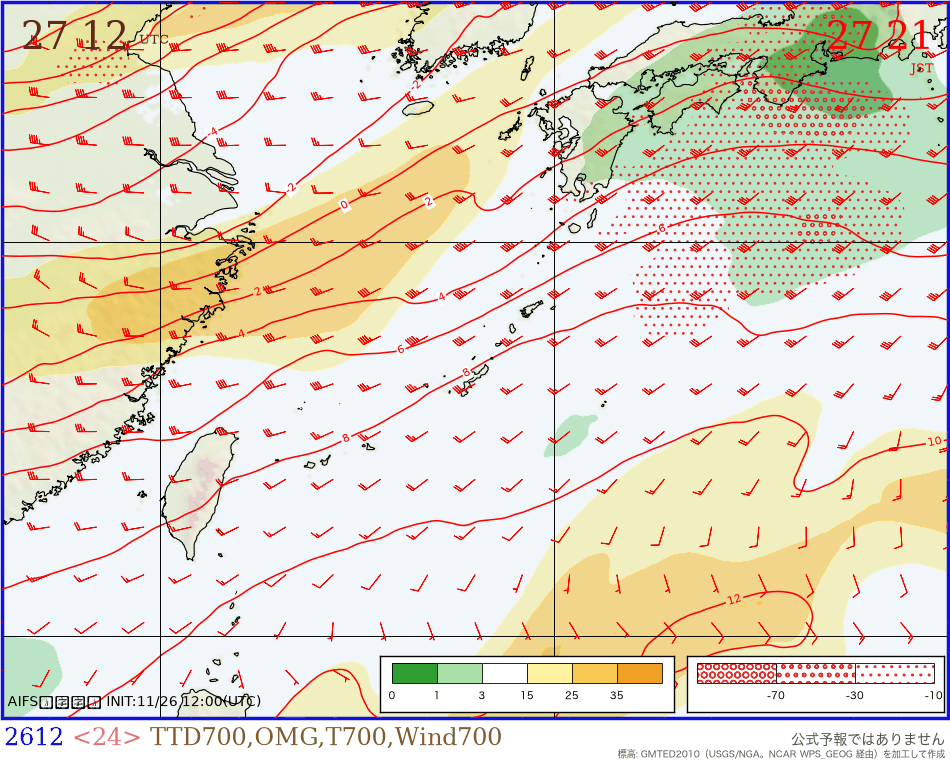 27 12 UTC
27 21 JST
-4
-2
-2
0
2
6
2
4
4
6
8
8
10
12
0 1 3 15 25 35
-70 -30 -10
AIFS INIT:11/26 12:00(UTC)
2612 <24> TTD700,OMG,T700,Wind700
公式予報ではありません
標高: GMTED2010（USGS/NGA。NCAR WPS_GEOG 経由）を加工して作成